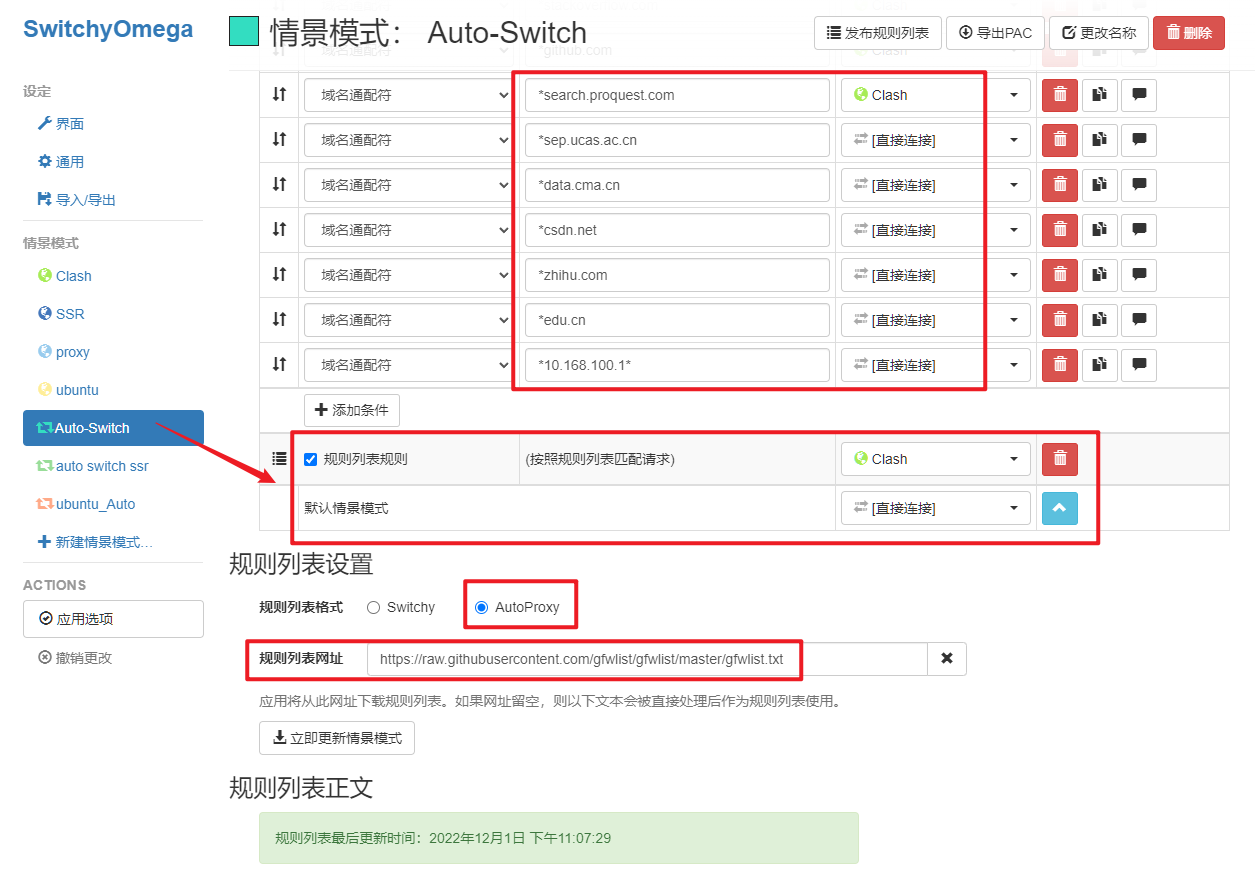 SwitchyOmega
设定
界面
通用
导入/导出
情景模式
Clash
SSR
proxy
ubuntu
Auto-Switch
auto switch ssr
ubuntu_Auto
新建情景模式...
ACTIONS
应用选项
撤销更改
情景模式： Auto-Switch
发布规则列表 导出PAC 更改名称 删除
*github.com Clash
域名通配符 *search.proquest.com Clash
域名通配符 *sep.ucas.ac.cn [直接连接]
域名通配符 *data.cma.cn [直接连接]
域名通配符 *csdn.net [直接连接]
域名通配符 *zhihu.com [直接连接]
域名通配符 *edu.cn [直接连接]
域名通配符 *10.168.100.1* [直接连接]
添加条件
规则列表规则 (按照规则列表匹配请求) Clash
默认情景模式 [直接连接]
规则列表设置
规则列表格式 Switchy AutoProxy
规则列表网址 https://raw.githubusercontent.com/gfwlist/gfwlist/master/gfwlist.txt
应用将从此网址下载规则列表。如果网址留空，则以下文本会被直接处理后作为规则列表使用。
立即更新情景模式
规则列表正文
规则列表最后更新时间：2022年12月1日 下午11:07:29